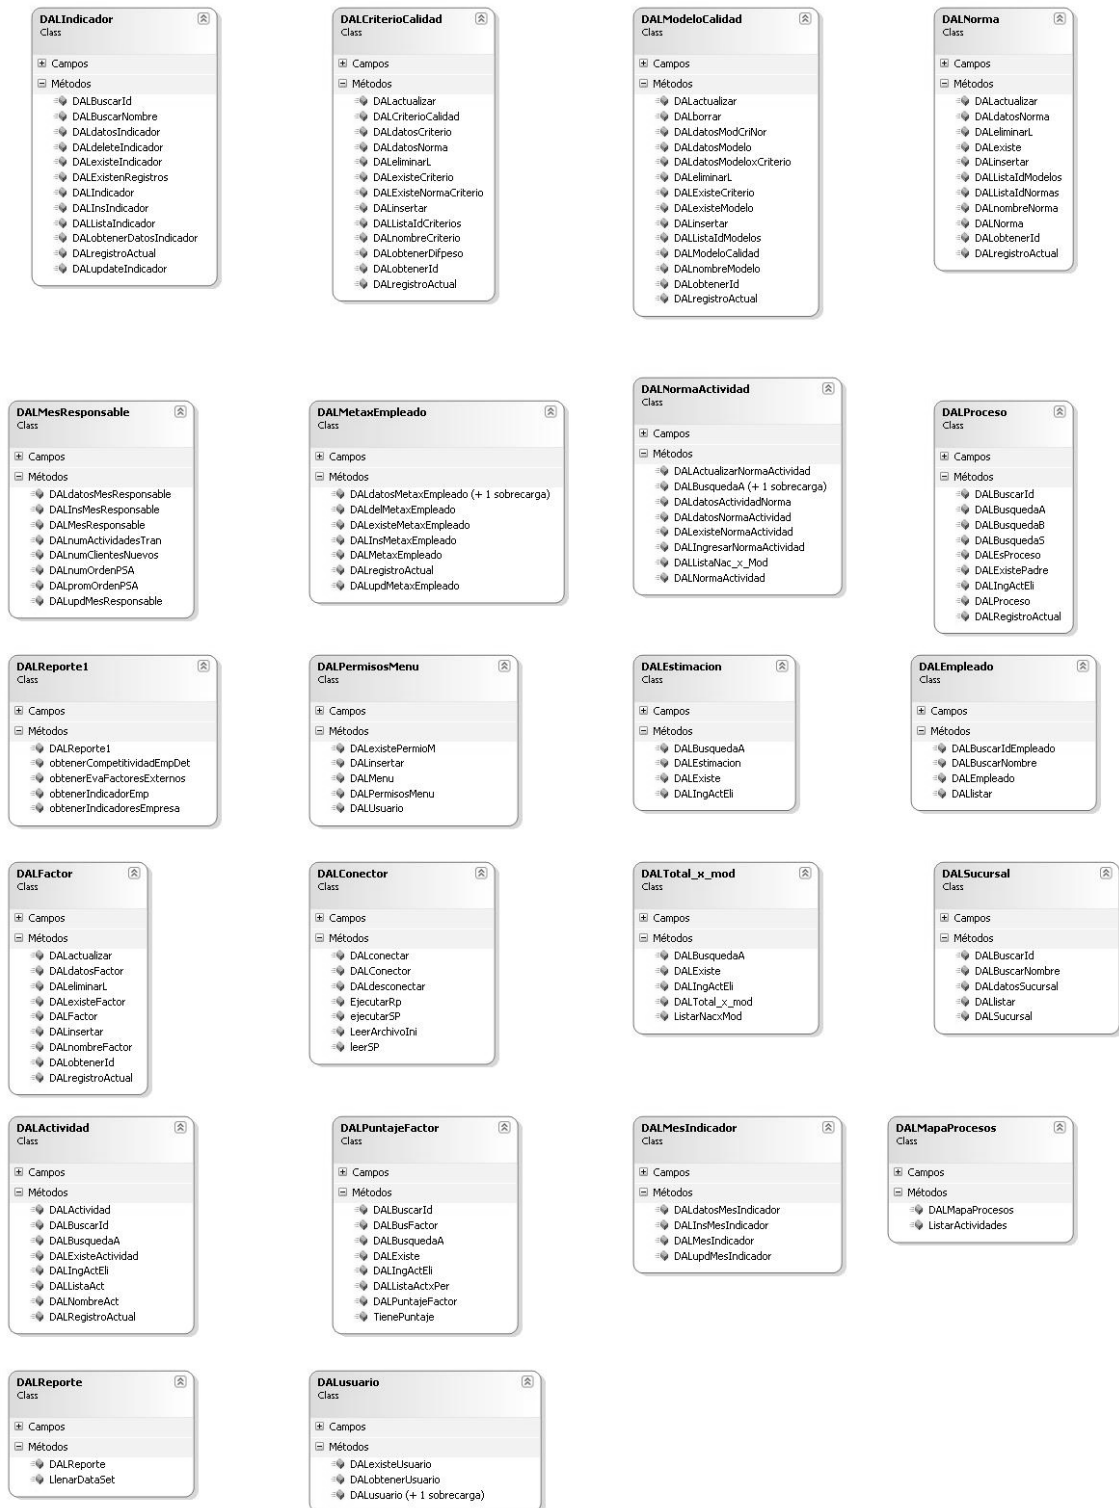 DALIndicador
Class
Campos
Métodos
DALBuscarId
DALBuscarNombre
DALdatosIndicador
DALdeleteIndicador
DALexisteIndicador
DALExistenRegistros
DALIndicador
DALInsIndicador
DALListaIndicador
DALobtenerDatosIndicador
DALregistroActual
DALupdateIndicador
DALCriterioCalidad
Class
Campos
Métodos
DALactualizar
DALCriterioCalidad
DALdatosCriterio
DALdatosNorma
DALeliminarL
DALexisteCriterio
DALExisteNormaCriterio
DALinsertar
DALListaIdCriterios
DALnombreCriterio
DALobtenerDifpeso
DALobtenerId
DALregistroActual
DALModeloCalidad
Class
Campos
Métodos
DALactualizar
DALborrar
DALdatosModCriNor
DALdatosModelo
DALdatosModeloxCriterio
DALeliminarL
DALExisteCriterio
DALexisteModelo
DALinsertar
DALListaIdModelos
DALModeloCalidad
DALnombreModelo
DALobtenerId
DALregistroActual
DALNorma
Class
Campos
Métodos
DALactualizar
DALdatosNorma
DALeliminarL
DALexiste
DALinsertar
DALListaIdModelos
DALListaIdNormas
DALnombreNorma
DALNorma
DALobtenerId
DALregistroActual
DALMesResponsable
Class
Campos
Métodos
DALdatosMesResponsable
DALInsMesResponsable
DALMesResponsable
DALnumActividadesTran
DALnumClientesNuevos
DALnumOrdenPSA
DALpromOrdenPSA
DALupdMesResponsable
DALMetaxEmpleado
Class
Campos
Métodos
DALdatosMetaxEmpleado (+ 1 sobrecarga)
DALdelMetaxEmpleado
DALexisteMetaxEmpleado
DALInsMetaxEmpleado
DALMetaxEmpleado
DALregistroActual
DALupdMetaxEmpleado
DALNormaActividad
Class
Campos
Métodos
DALActualizarNormaActividad
DALBusquedaA (+ 1 sobrecarga)
DALdatosActividadNorma
DALdatosNormaActividad
DALexisteNormaActividad
DALIngresarNormaActividad
DALListaNac_x_Mod
DALNormaActividad
DALProceso
Class
Campos
Métodos
DALBuscarId
DALBusquedaA
DALBusquedaB
DALBusquedaS
DALEsProceso
DALExistePadre
DALIngActEli
DALProceso
DALRegistroActual
DALReporte1
Class
Campos
Métodos
DALReporte1
obtenerCompetitividadEmpDet
obtenerEvaFactoresExternos
obtenerIndicadorEmp
obtenerIndicadoresEmpresa
DALPermisosMenu
Class
Campos
Métodos
DALexistePermioM
DALinsertar
DALMenu
DALPermisosMenu
DALUsuario
DALEstimacion
Class
Campos
Métodos
DALBusquedaA
DALEstimacion
DALExiste
DALIngActEli
DALEmpleado
Class
Campos
Métodos
DALBuscarIdEmpleado
DALBuscarNombre
DALEmpleado
DALlistar
DALFactor
Class
Campos
Métodos
DALactualizar
DALdatosFactor
DALeliminarL
DALexisteFactor
DALFactor
DALinsertar
DALnombreFactor
DALobtenerId
DALregistroActual
DALConector
Class
Campos
Métodos
DALconectar
DALConector
DALdesconectar
EjecutarRp
ejecutarSP
LeerArchivoIni
leerSP
DALTotal_x_mod
Class
Campos
Métodos
DALBusquedaA
DALExiste
DALIngActEli
DALTotal_x_mod
ListarNacxMod
DALSucursal
Class
Campos
Métodos
DALBuscarId
DALBuscarNombre
DALdatosSucursal
DALlistar
DALSucursal
DALActividad
Class
Campos
Métodos
DALActividad
DALBuscarId
DALBusquedaA
DALExisteActividad
DALIngActEli
DALListaAct
DALNombreAct
DALRegistroActual
DALPuntajeFactor
Class
Campos
Métodos
DALBuscarId
DALBusFactor
DALBusquedaA
DALExiste
DALIngActEli
DALListaActxPer
DALPuntajeFactor
TienePuntaje
DALMesIndicador
Class
Campos
Métodos
DALdatosMesIndicador
DALInsMesIndicador
DALMesIndicador
DALupdMesIndicador
DALMapaProcesos
Class
Campos
Métodos
DALMapaProcesos
ListarActividades
DALReporte
Class
Campos
Métodos
DALReporte
LlenarDataSet
DALusuario
Class
Campos
Métodos
DALexisteUsuario
DALobtenerUsuario
DALusuario (+ 1 sobrecarga)